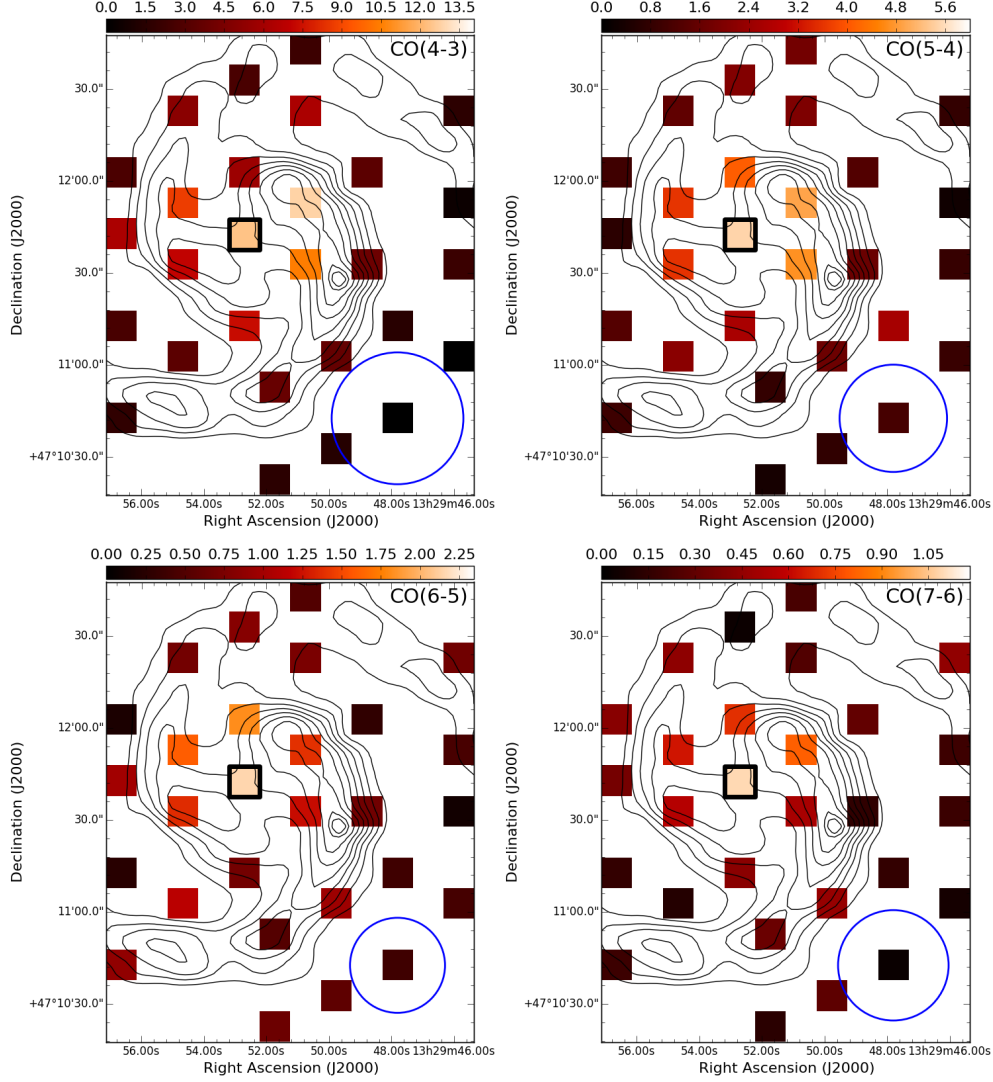 0.0 1.5 3.0 4.5 6.0 7.5 9.0 10.5 12.0 13.5
CO(4-3)
30.0"
12'00.0"
30.0"
11'00.0"
+47°10'30.0"
Declination (J2000)
56.00s 54.00s 52.00s 50.00s 48.00s 13h29m46.00s
Right Ascension (J2000)
0.0 0.8 1.6 2.4 3.2 4.0 4.8 5.6
CO(5-4)
30.0"
12'00.0"
30.0"
11'00.0"
+47°10'30.0"
Declination (J2000)
56.00s 54.00s 52.00s 50.00s 48.00s 13h29m46.00s
Right Ascension (J2000)
0.00 0.25 0.50 0.75 1.00 1.25 1.50 1.75 2.00 2.25
CO(6-5)
30.0"
12'00.0"
30.0"
11'00.0"
+47°10'30.0"
Declination (J2000)
56.00s 54.00s 52.00s 50.00s 48.00s 13h29m46.00s
Right Ascension (J2000)
0.00 0.15 0.30 0.45 0.60 0.75 0.90 1.05
CO(7-6)
30.0"
12'00.0"
30.0"
11'00.0"
+47°10'30.0"
Declination (J2000)
56.00s 54.00s 52.00s 50.00s 48.00s 13h29m46.00s
Right Ascension (J2000)